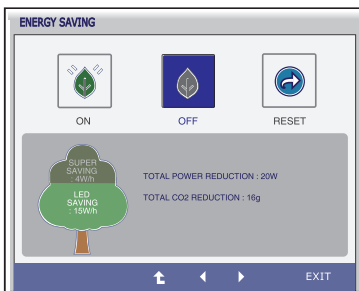 ENERGY SAVING
ON
OFF
RESET
SUPER
SAVING
: 4W/h
LED
SAVING
: 15W/h
TOTAL POWER REDUCTION : 20W
TOTAL CO2 REDUCTION : 16g
EXIT